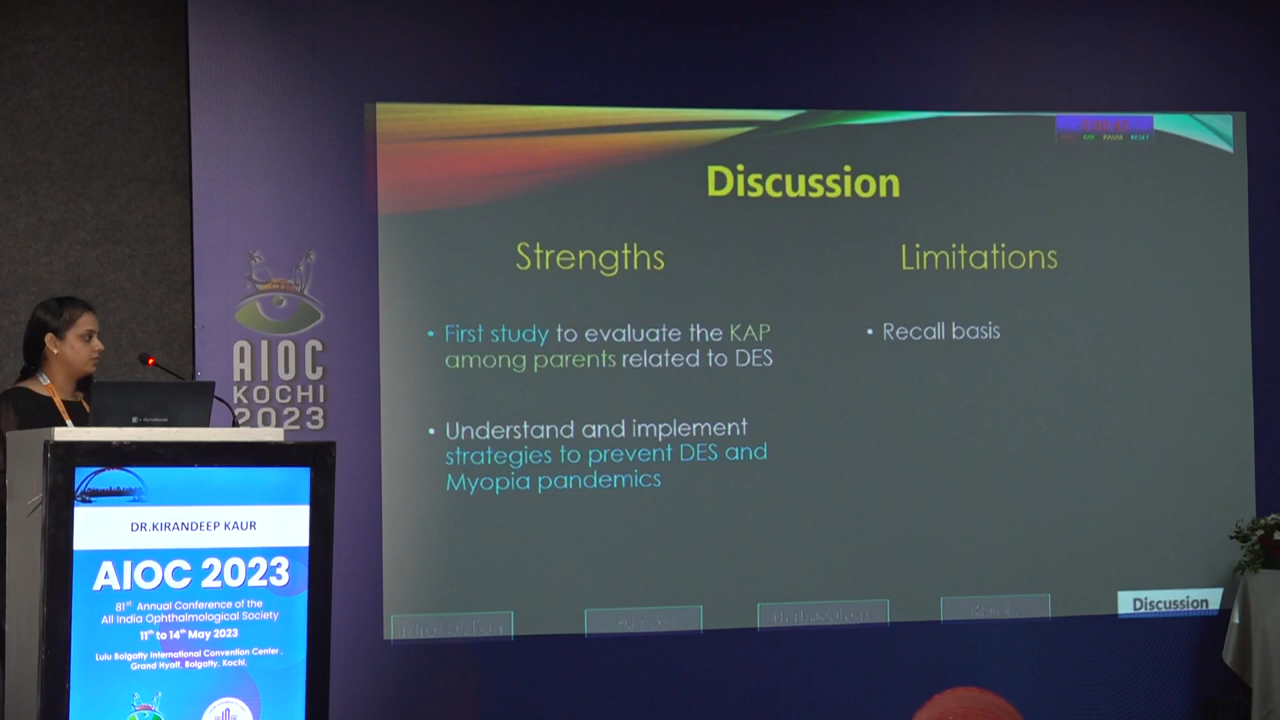 Discussion
Strengths
• First study to evaluate the KAP
among parents related to DES
• Understand and implement
strategies to prevent DES and
Myopia pandemics
Limitations
• Recall basis
Discussion
AIOC
KOCHI
2023
DR.KIRANDEEP KAUR
AIOC 2023
81st Annual Conference of the
All India Ophthalmological Society
11th to 14th May 2023
Lulu Bolgatty International Convention Center,
Grand Hyatt, Bolgatty, Kochi.